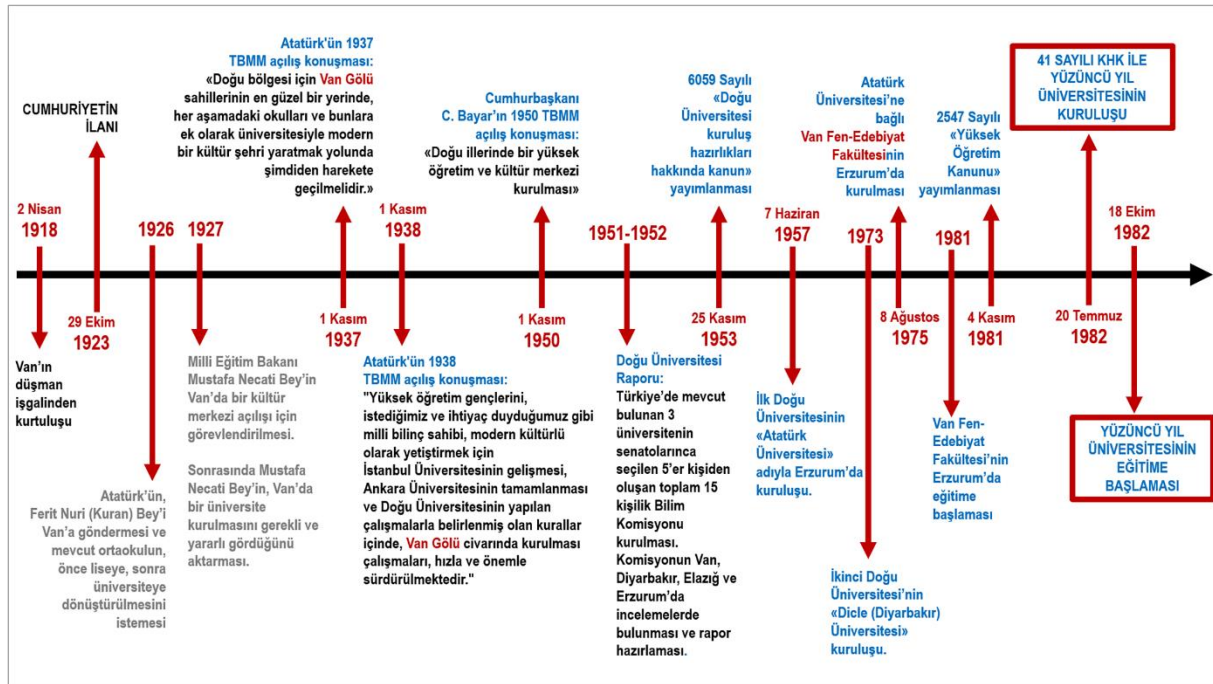 Atatürk'ün 1937
TBMM açılış konuşması:
«Doğu bölgesi için Van Gölü
sahillerinin en güzel bir yerinde,
her aşamadaki okulları ve bunlara
ek olarak üniversitesiyle modern
bir kültür şehri yaratmak yolunda
şimdiden harekete
geçilmelidir.»
CUMHURİYETİN
İLANI
Cumhurbaşkanı
C. Bayar'ın 1950 TBMM
açılış konuşması:
«Doğu illerinde bir yüksek
öğretim ve kültür merkezi
kurulması»
6059 Sayılı
«Doğu
Üniversitesi
kuruluş
hazırlıkları
hakkında kanun»
yayımlanması
Atatürk
Üniversitesi'ne
bağlı
Van Fen-Edebiyat
Fakültesinin
Erzurum'da
kurulması
2547 Sayılı
«Yüksek
Öğretim
Kanunu»
yayımlanması
41 SAYILI KHK İLE
YÜZÜNCÜ YIL
ÜNİVERSİTESİNİN
KURULUŞU
2 Nisan
1918
1926
1927
1 Kasım
1938
1951-1952
7 Haziran
1957
1973
1981
18 Ekim
1982
29 Ekim
1923
1 Kasım
1937
1 Kasım
1950
25 Kasım
1953
8 Ağustos
1975
4 Kasım
1981
20 Temmuz
1982
Van'ın
düşman
işgalinden
kurtuluşu
Atatürk'ün,
Ferit Nuri (Kuran) Bey'i
Van'a göndermesi ve
mevcut ortaokulun,
önce liseye, sonra
üniversiteye
dönüştürülmesini
istemesi
Milli Eğitim Bakanı
Mustafa Necati Bey'in
Van'da bir kültür
merkezi açılışı için
görevlendirilmesi.
Sonrasında Mustafa
Necati Bey'in, Van'da
bir üniversite
kurulmasını gerekli ve
yararlı gördüğünü
aktarması.
Atatürk'ün 1938
TBMM açılış konuşması:
"Yüksek öğretim gençlerini,
istediğimiz ve ihtiyaç duyduğumuz gibi
milli bilinç sahibi, modern kültürlü
olarak yetiştirmek için
İstanbul Üniversitesinin gelişmesi,
Ankara Üniversitesinin tamamlanması
ve Doğu Üniversitesinin yapılan
çalışmalarla belirlenmiş olan kurallar
içinde, Van Gölü civarında kurulması
çalışmaları, hızla ve önemle
sürdürülmektedir."
Doğu Üniversitesi
Raporu:
Türkiye'de mevcut
bulunan 3
üniversitenin
senatolarınca
seçilen 5'er kişiden
oluşan toplam 15
kişilik Bilim
Komisyonu
kurulması.
Komisyonun Van,
Diyarbakır, Elazığ ve
Erzurum'da
incelemelerde
bulunması ve rapor
hazırlaması.
İlk Doğu
Üniversitesinin
«Atatürk
Üniversitesi»
adıyla Erzurum'da
kuruluşu.
İkinci Doğu
Üniversitesi'nin
«Dicle (Diyarbakır)
Üniversitesi»
kuruluşu.
Van Fen-
Edebiyat
Fakültesi'nin
Erzurum'da
eğitime
başlaması
YÜZÜNCÜ YIL
ÜNİVERSİTESİNİN
EĞİTİME
BAŞLAMASI